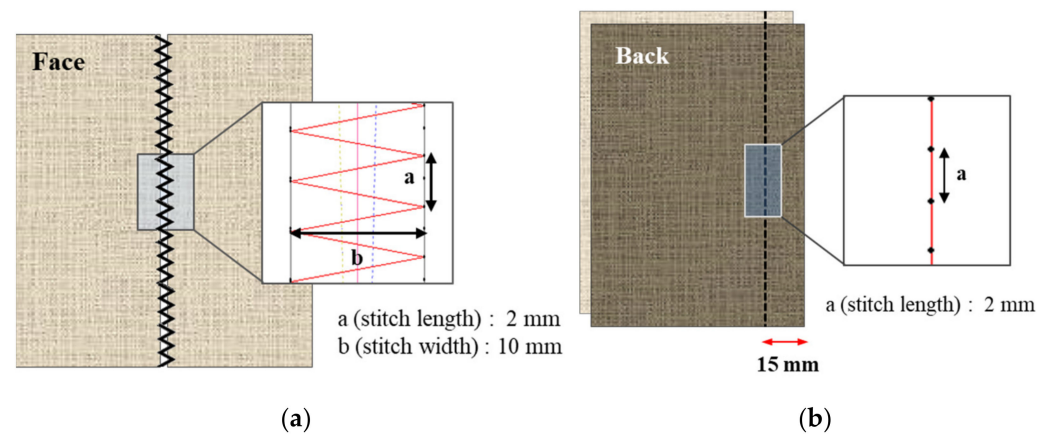 Face
a
b
a (stitch length) : 2 mm
b (stitch width) : 10 mm
(a)
Back
a
a (stitch length) : 2 mm
15 mm
(b)